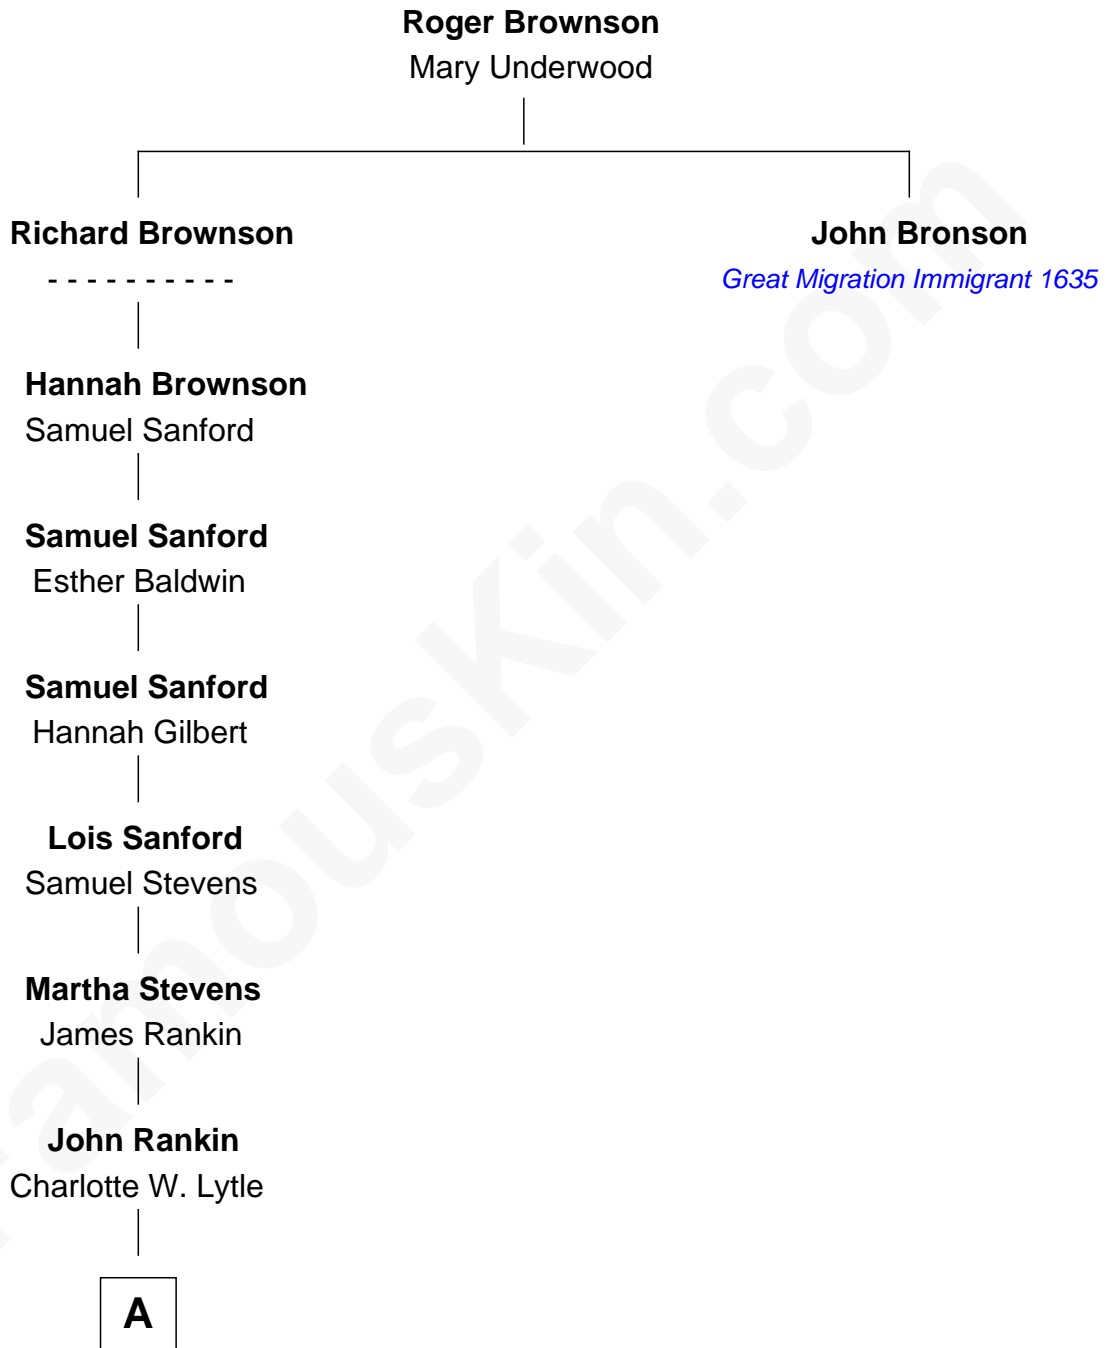 Roger Brownson
Mary Underwood
Richard Brownson
John Bronson
- - - - - - - - - -
Great Migration Immigrant 1635
Hannah Brownson
Samuel Sanford
Samuel Sanford
Esther Baldwin
Samuel Sanford
Hannah Gilbert
Lois Sanford
Samuel Stevens
Martha Stevens
James Rankin
John Rankin
Charlotte W. Lytle
A
FamousKin.com